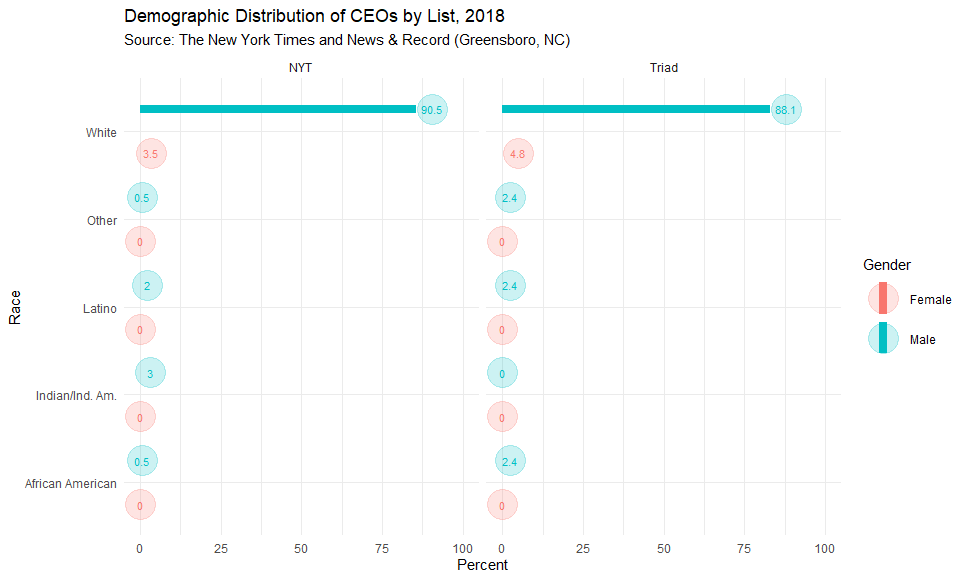 Demographic Distribution of CEOs by List, 2018
Source: The New York Times and News & Record (Greensboro, NC)
NYT
Triad
Race
White
90.5
88.1
3.5
4.8
Other
0.5
2.4
0
0
Latino
2
2.4
0
0
Indian/Ind. Am.
3
0
0
0
African American
0.5
2.4
0
0
0 25 50 75 100 0 25 50 75 100
Percent
Gender
Female
Male